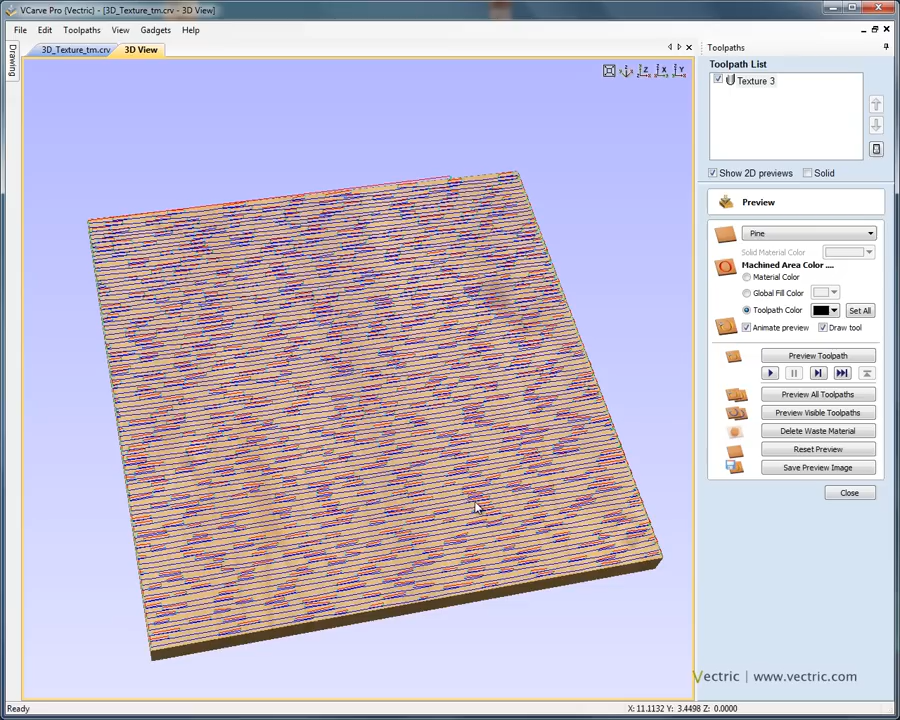 VCarve Pro [Vectric] - [3D_Texture_tm.crv - 3D View]
File Edit Toolpaths View Gadgets Help
Drawing
3D_Texture_tm.crv 3D View
Z X Y
Toolpaths
Toolpath List
Texture 3
Show 2D previews Solid
Preview
Pine
Solid Material Color
Machined Area Color ....
Material Color
Global Fill Color
Toolpath Color Set All
Animate preview Draw tool
Preview Toolpath
Preview All Toolpaths
Preview Visible Toolpaths
Delete Waste Material
Reset Preview
Save Preview Image
Close
Vectric | www.vectric.com
Ready X: 11.1132 Y: 3.4498 Z: 0.0000